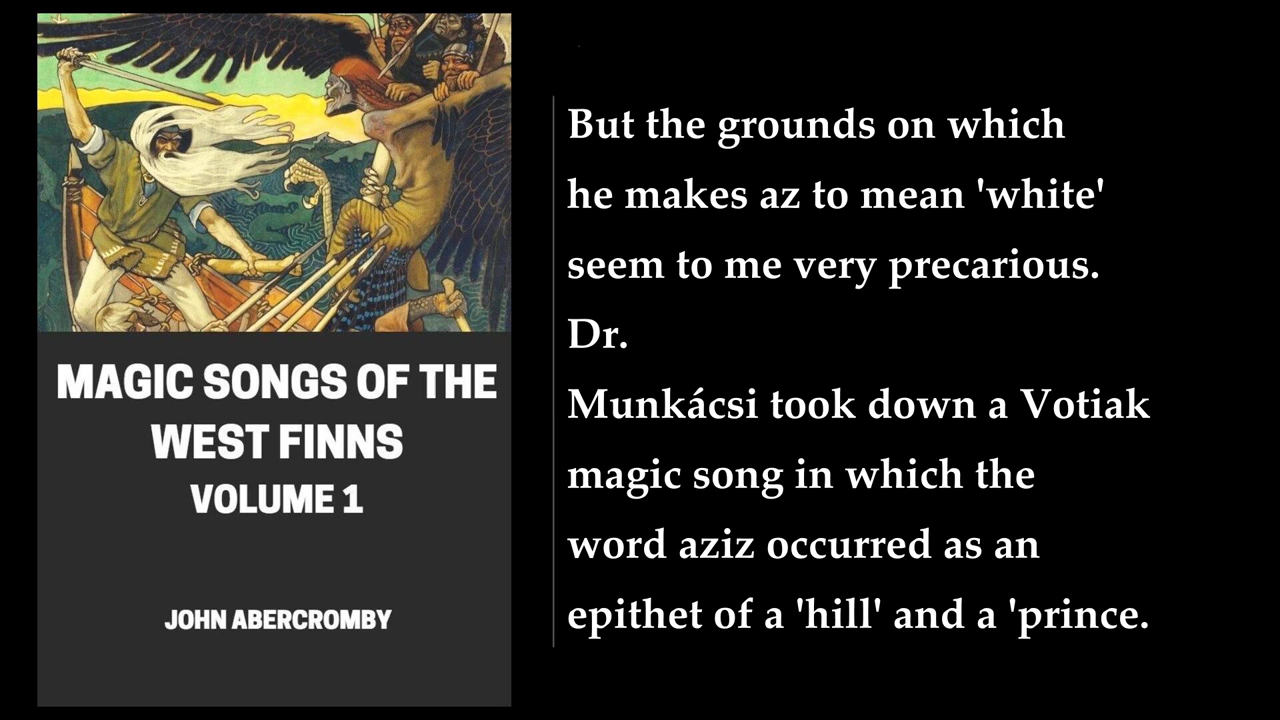 MAGIC SONGS OF THE
WEST FINNS
VOLUME 1
JOHN ABERCROMBY
But the grounds on which
he makes az to mean 'white'
seem to me very precarious.
Dr.
Munkácsi took down a Votiak
magic song in which the
word aziz occurred as an
epithet of a 'hill' and a 'prince.